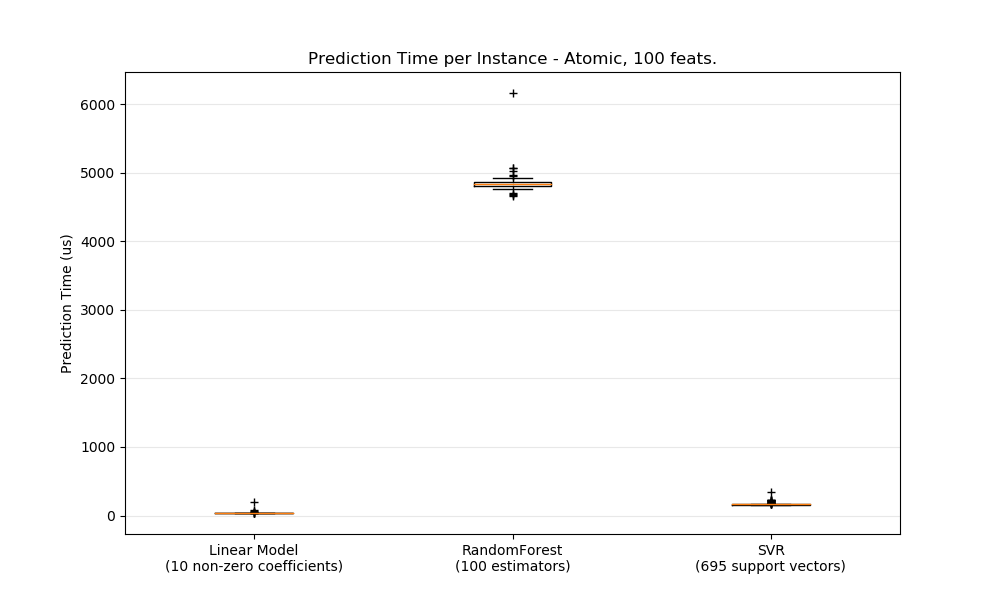 Prediction Time per Instance - Atomic, 100 feats.
Prediction Time (us)
6000
5000
4000
3000
2000
1000
0
Linear Model
(10 non-zero coefficients)
RandomForest
(100 estimators)
SVR
(695 support vectors)